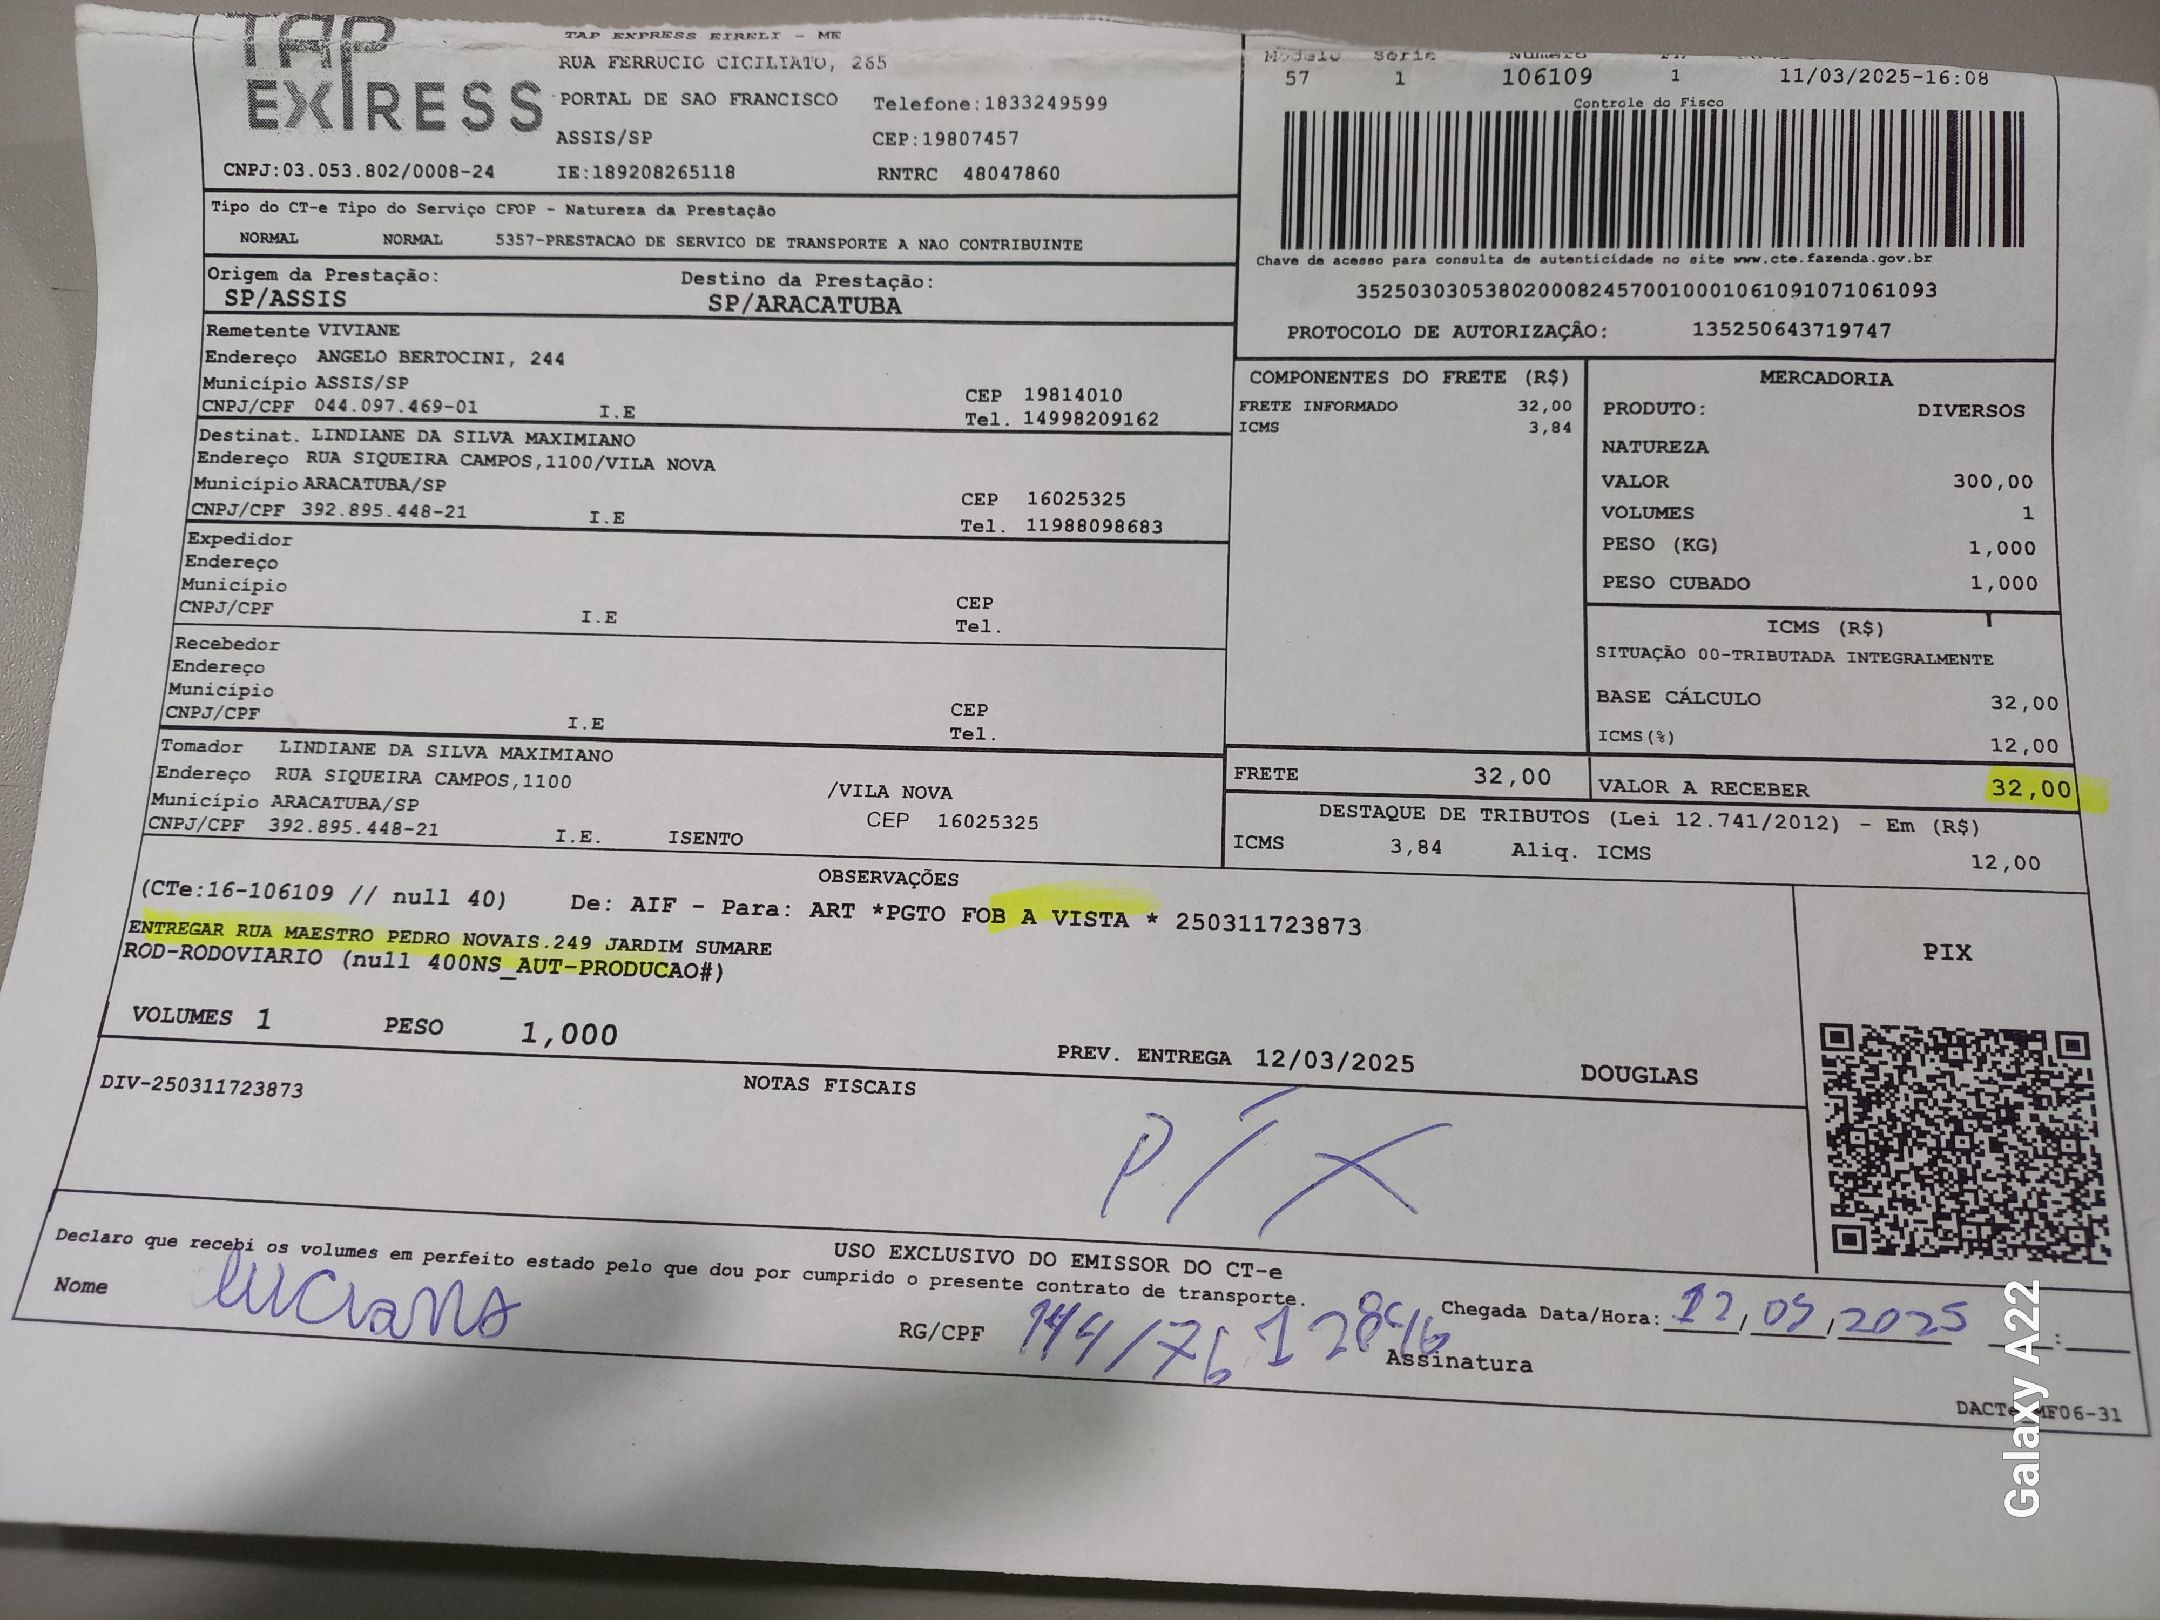 TAP EXPRESS
TAP EXPRESS EIRELI - ME
RUA FERRUCIO CICILIATO, 265
PORTAL DE SAO FRANCISCO Telefone:1833249599
ASSIS/SP CEP:19807457
CNPJ:03.053.802/0008-24 IE:189208265118 RNTRC 48047860
Modelo Serie Numero
57 1 106109 1 11/03/2025-16:08
Controle do Fisco
Chave de acesso para consulta de autenticidade no site www.cte.fazenda.gov.br
35250303053802000824570010001061091071061093
PROTOCOLO DE AUTORIZAÇÃO: 135250643719747
Tipo do CT-e Tipo do Serviço CFOP - Natureza da Prestação
NORMAL NORMAL 5357-PRESTACAO DE SERVICO DE TRANSPORTE A NAO CONTRIBUINTE
Origem da Prestação: Destino da Prestação:
SP/ASSIS SP/ARACATUBA
Remetente VIVIANE
Endereço ANGELO BERTOCINI, 244
Município ASSIS/SP CEP 19814010
CNPJ/CPF 044.097.469-01 I.E Tel. 14998209162
Destinat. LINDIANE DA SILVA MAXIMIANO
Endereço RUA SIQUEIRA CAMPOS,1100/VILA NOVA
Município ARACATUBA/SP CEP 16025325
CNPJ/CPF 392.895.448-21 I.E Tel. 11988098683
Expedidor
Endereço
Município CEP
CNPJ/CPF I.E Tel.
Recebedor
Endereço
Município CEP
CNPJ/CPF I.E Tel.
Tomador LINDIANE DA SILVA MAXIMIANO
Endereço RUA SIQUEIRA CAMPOS,1100 /VILA NOVA
Município ARACATUBA/SP CEP 16025325
CNPJ/CPF 392.895.448-21 I.E. ISENTO
COMPONENTES DO FRETE (R$)
FRETE INFORMADO 32,00
ICMS 3,84
MERCADORIA
PRODUTO: DIVERSOS
NATUREZA
VALOR 300,00
VOLUMES 1
PESO (KG) 1,000
PESO CUBADO 1,000
ICMS (R$)
SITUAÇÃO 00-TRIBUTADA INTEGRALMENTE
BASE CÁLCULO 32,00
ICMS(%) 12,00
FRETE 32,00 VALOR A RECEBER 32,00
DESTAQUE DE TRIBUTOS (Lei 12.741/2012) - Em (R$)
ICMS 3,84 Aliq. ICMS 12,00
OBSERVAÇÕES
(CTe:16-106109 // null 40) De: AIF - Para: ART *PGTO FOB A VISTA * 250311723873
ENTREGAR RUA MAESTRO PEDRO NOVAIS.249 JARDIM SUMARE
ROD-RODOVIARIO (null 400NS_AUT-PRODUCAO#)
VOLUMES 1 PESO 1,000 PREV. ENTREGA 12/03/2025 DOUGLAS
PIX
DIV-250311723873 NOTAS FISCAIS
PIX
USO EXCLUSIVO DO EMISSOR DO CT-e
Declaro que recebi os volumes em perfeito estado pelo que dou por cumprido o presente contrato de transporte.
Nome RG/CPF Assinatura
Chegada Data/Hora: 12/03/2025 :
DACTe MF06-31
Galaxy A22